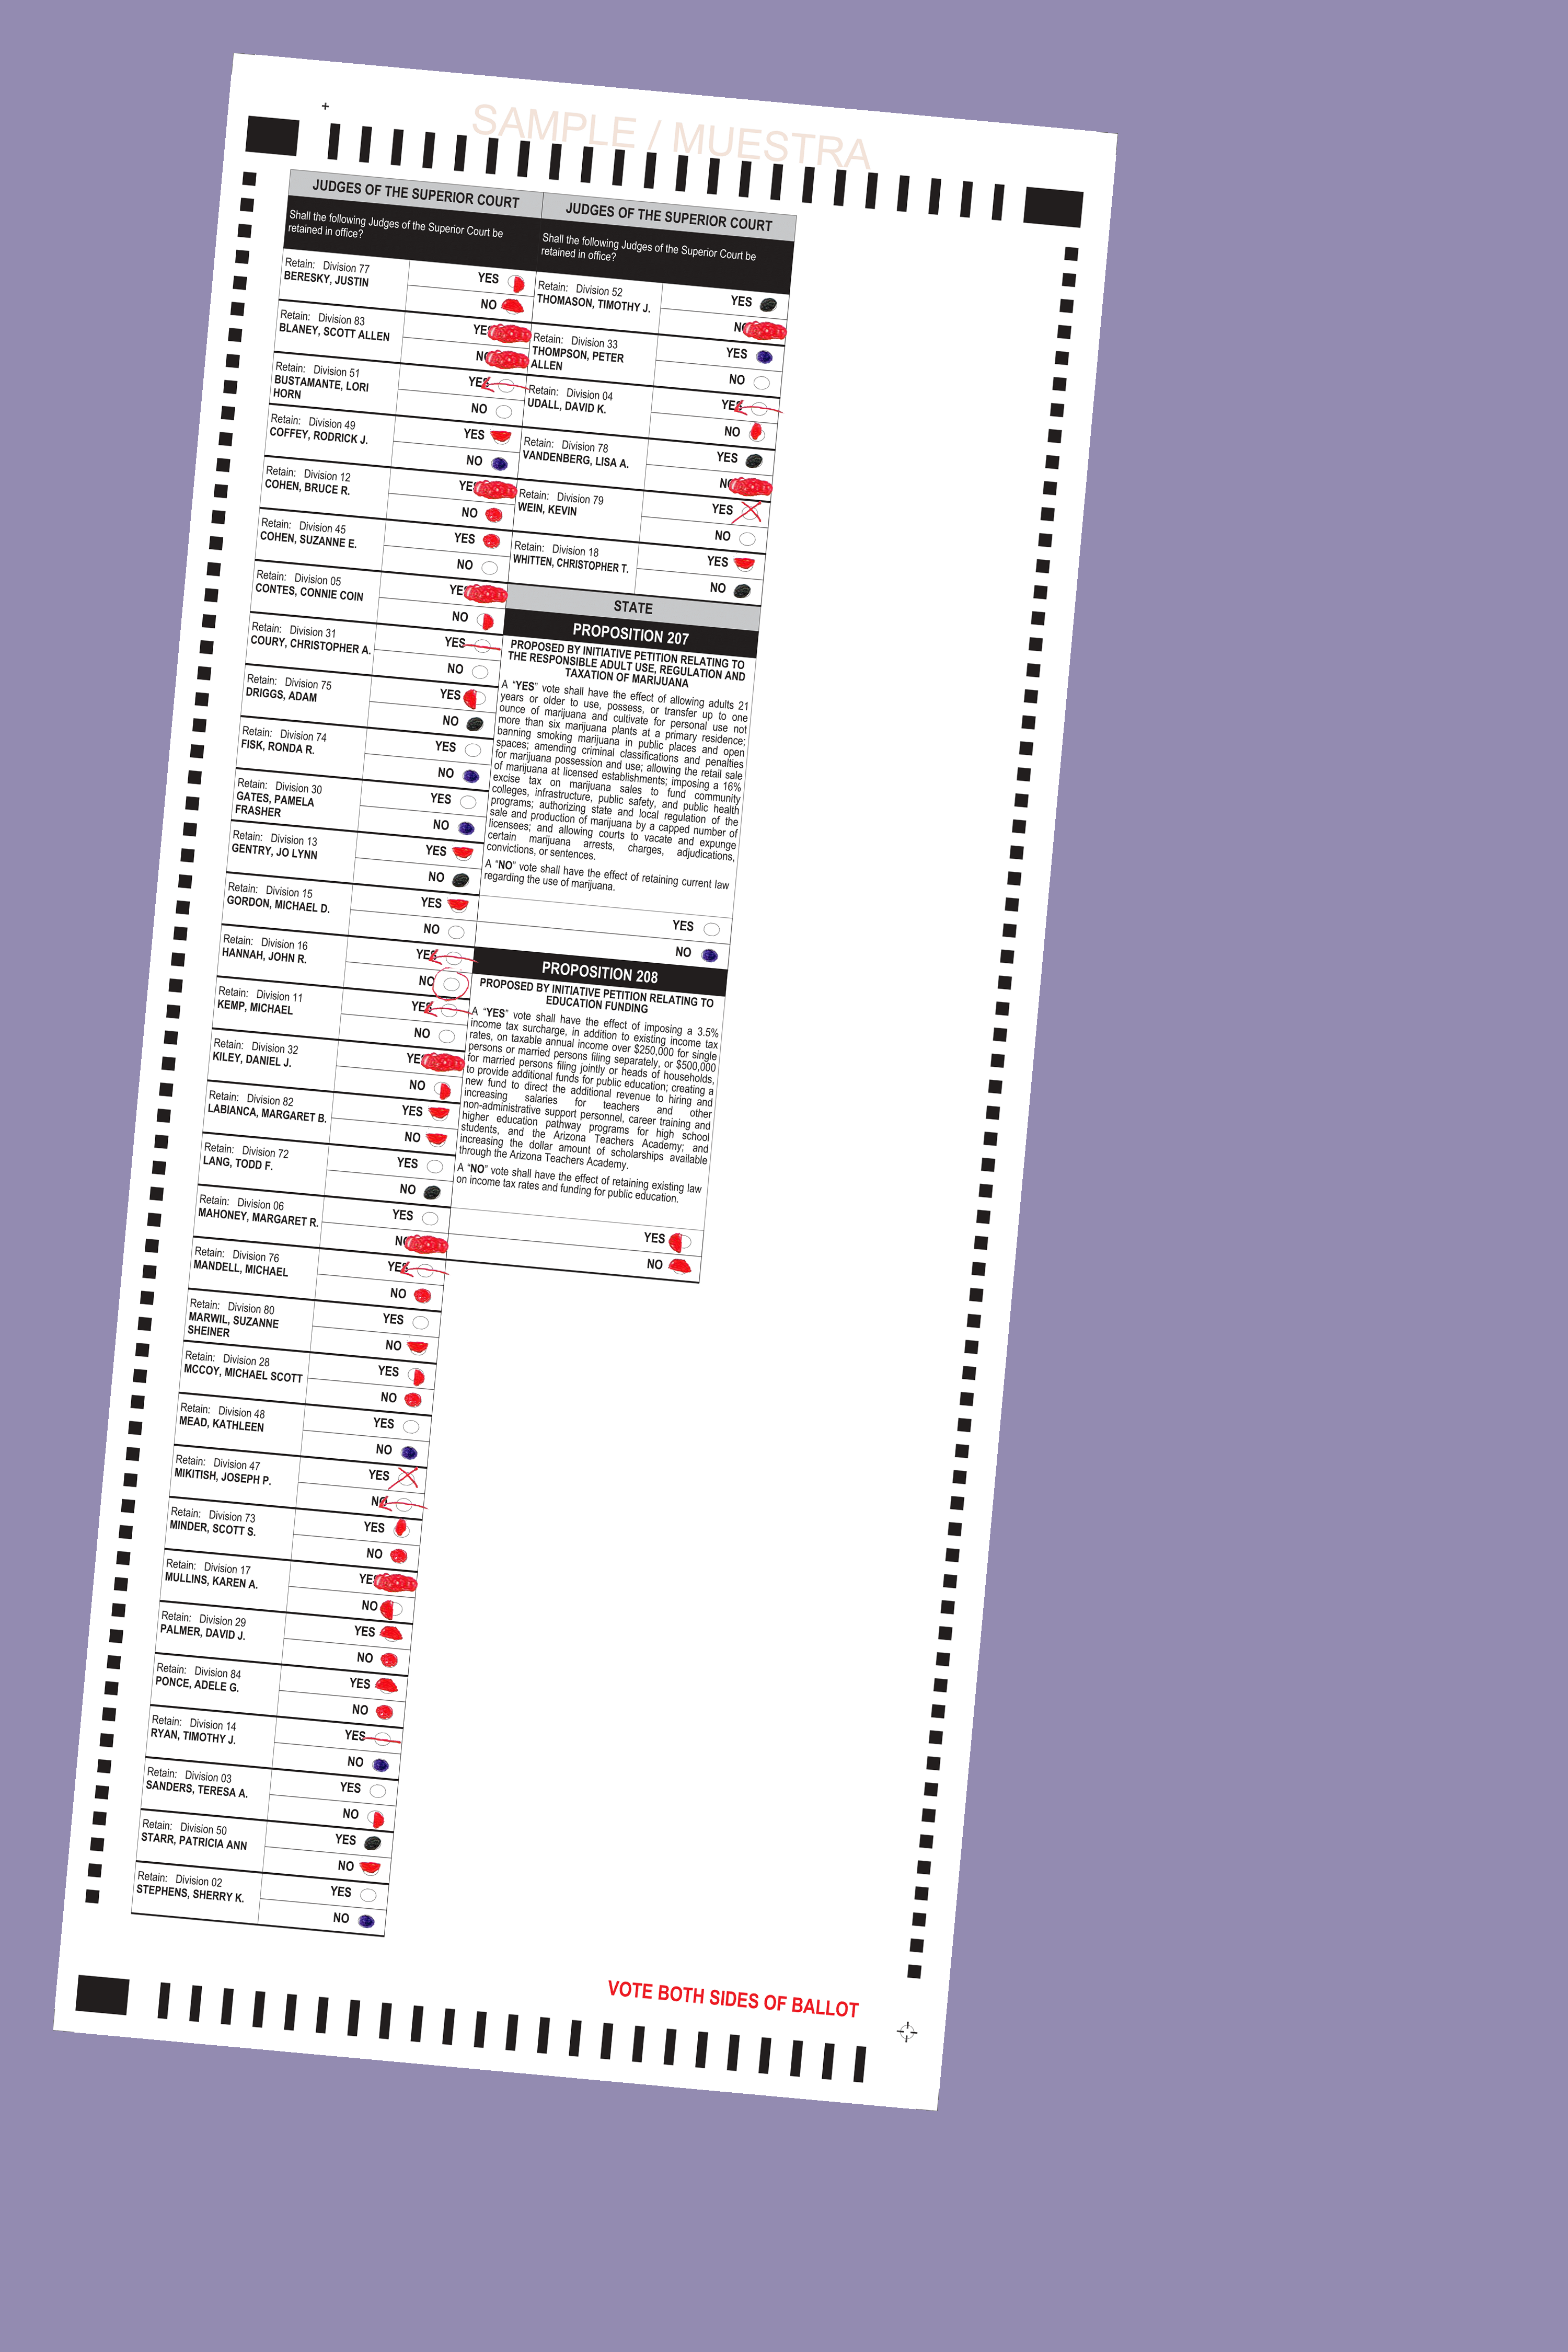 SAMPLE / MUESTRA
JUDGES OF THE SUPERIOR COURT
Shall the following Judges of the Superior Court be
retained in office?
Retain: Division 77
BERESKY, JUSTIN
YES
NO
Retain: Division 83
BLANEY, SCOTT ALLEN
Retain: Division 51
BUSTAMANTE, LORI
HORN
YES
NO
Retain: Division 49
COFFEY, RODRICK J.
YES
NO
Retain: Division 12
COHEN, BRUCE R.
NO
Retain: Division 45
COHEN, SUZANNE E.
YES
NO
Retain: Division 05
CONTES, CONNIE COIN
NO
Retain: Division 31
COURY, CHRISTOPHER A.
YES
NO
Retain: Division 75
DRIGGS, ADAM
YES
NO
Retain: Division 74
FISK, RONDA R.
YES
NO
Retain: Division 30
GATES, PAMELA
FRASHER
YES
NO
Retain: Division 13
GENTRY, JO LYNN
YES
NO
Retain: Division 15
GORDON, MICHAEL D.
YES
NO
Retain: Division 16
HANNAH, JOHN R.
YES
NO
Retain: Division 11
KEMP, MICHAEL
YES
NO
Retain: Division 32
KILEY, DANIEL J.
NO
Retain: Division 82
LABIANCA, MARGARET B.
YES
NO
Retain: Division 72
LANG, TODD F.
YES
NO
Retain: Division 06
MAHONEY, MARGARET R.
YES
Retain: Division 76
MANDELL, MICHAEL
YES
NO
Retain: Division 80
MARWIL, SUZANNE
SHEINER
YES
NO
Retain: Division 28
MCCOY, MICHAEL SCOTT
YES
NO
Retain: Division 48
MEAD, KATHLEEN
YES
NO
Retain: Division 47
MIKITISH, JOSEPH P.
YES
NO
Retain: Division 73
MINDER, SCOTT S.
YES
NO
Retain: Division 17
MULLINS, KAREN A.
NO
Retain: Division 29
PALMER, DAVID J.
YES
NO
Retain: Division 84
PONCE, ADELE G.
YES
NO
Retain: Division 14
RYAN, TIMOTHY J.
YES
NO
Retain: Division 03
SANDERS, TERESA A.
YES
NO
Retain: Division 50
STARR, PATRICIA ANN
YES
NO
Retain: Division 02
STEPHENS, SHERRY K.
YES
NO
JUDGES OF THE SUPERIOR COURT
Shall the following Judges of the Superior Court be
retained in office?
Retain: Division 52
THOMASON, TIMOTHY J.
YES
Retain: Division 33
THOMPSON, PETER
ALLEN
YES
NO
Retain: Division 04
UDALL, DAVID K.
YES
NO
Retain: Division 78
VANDENBERG, LISA A.
YES
Retain: Division 79
WEIN, KEVIN
YES
NO
Retain: Division 18
WHITTEN, CHRISTOPHER T.
YES
NO
STATE
PROPOSITION 207
PROPOSED BY INITIATIVE PETITION RELATING TO
THE RESPONSIBLE ADULT USE, REGULATION AND
TAXATION OF MARIJUANA
A “YES” vote shall have the effect of allowing adults 21
years or older to use, possess, or transfer up to one
ounce of marijuana and cultivate for personal use not
more than six marijuana plants at a primary residence;
banning smoking marijuana in public places and open
spaces; amending criminal classifications and penalties
for marijuana possession and use; allowing the retail sale
of marijuana at licensed establishments; imposing a 16%
excise tax on marijuana sales to fund community
colleges, infrastructure, public safety, and public health
programs; authorizing state and local regulation of the
sale and production of marijuana by a capped number of
licensees; and allowing courts to vacate and expunge
certain marijuana arrests, charges, adjudications,
convictions, or sentences.
A “NO” vote shall have the effect of retaining current law
regarding the use of marijuana.
YES
NO
PROPOSITION 208
PROPOSED BY INITIATIVE PETITION RELATING TO
EDUCATION FUNDING
A “YES” vote shall have the effect of imposing a 3.5%
income tax surcharge, in addition to existing income tax
rates, on taxable annual income over $250,000 for single
persons or married persons filing separately, or $500,000
for married persons filing jointly or heads of households,
to provide additional funds for public education; creating a
new fund to direct the additional revenue to hiring and
increasing salaries for teachers and other
non-administrative support personnel, career training and
higher education pathway programs for high school
students, and the Arizona Teachers Academy; and
increasing the dollar amount of scholarships available
through the Arizona Teachers Academy.
A “NO” vote shall have the effect of retaining existing law
on income tax rates and funding for public education.
YES
NO
VOTE BOTH SIDES OF BALLOT